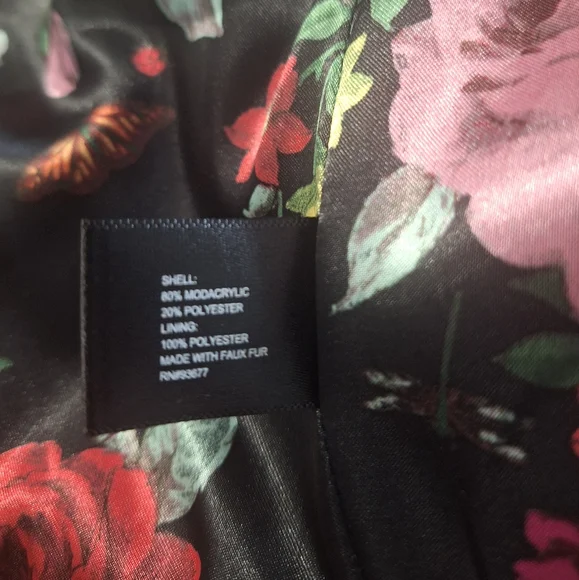 SHELL:
80% MODACRYLIC
20% POLYESTER
LINING:
100% POLYESTER
MADE WITH FAUX FUR
RN#93677